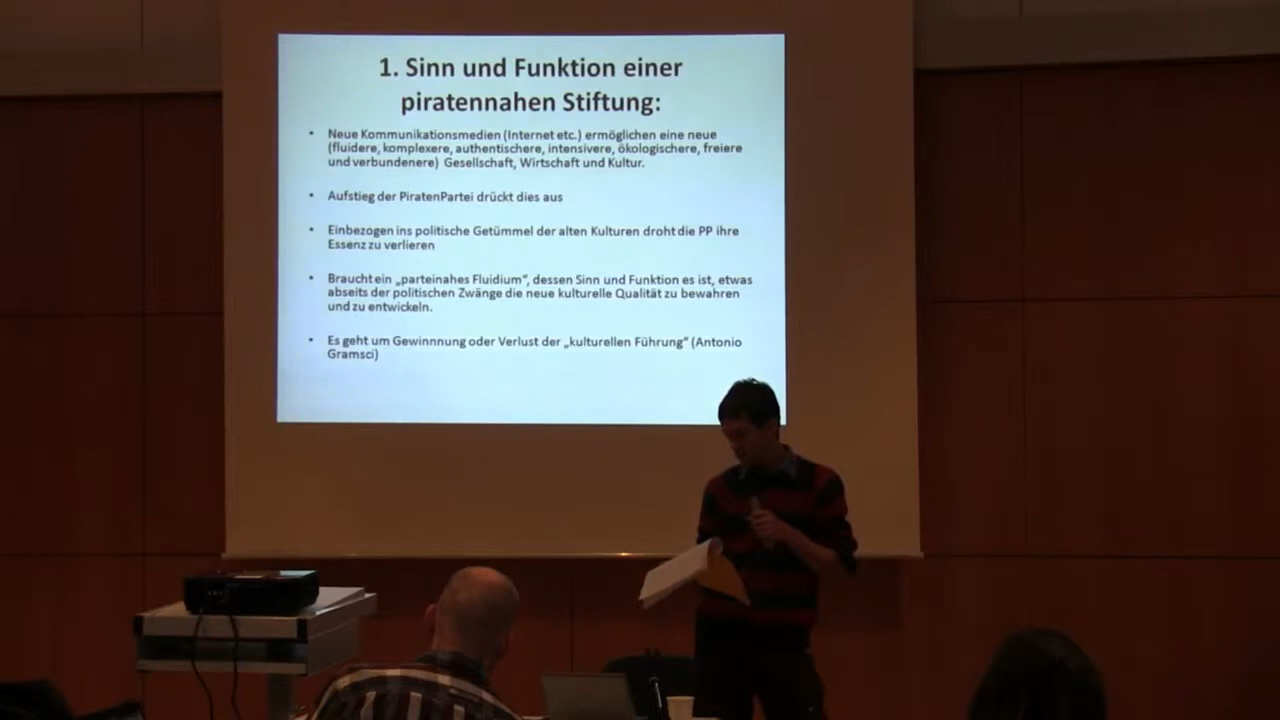 1. Sinn und Funktion einer
piratennahen Stiftung:
• Neue Kommunikationsmedien (Internet etc.) ermöglichen eine neue
(fluidere, komplexere, authentischere, intensivere, ökologischere, freiere
und verbundenere) Gesellschaft, Wirtschaft und Kultur.
• Aufstieg der PiratenPartei drückt dies aus
• Einbezogen ins politische Getümmel der alten Kulturen droht die PP ihre
Essenz zu verlieren
• Braucht ein „parteinahes Fluidium“, dessen Sinn und Funktion es ist, etwas
abseits der politischen Zwänge die neue kulturelle Qualität zu bewahren
und zu entwickeln.
• Es geht um Gewinnnung oder Verlust der „kulturellen Führung“ (Antonio
Gramsci)